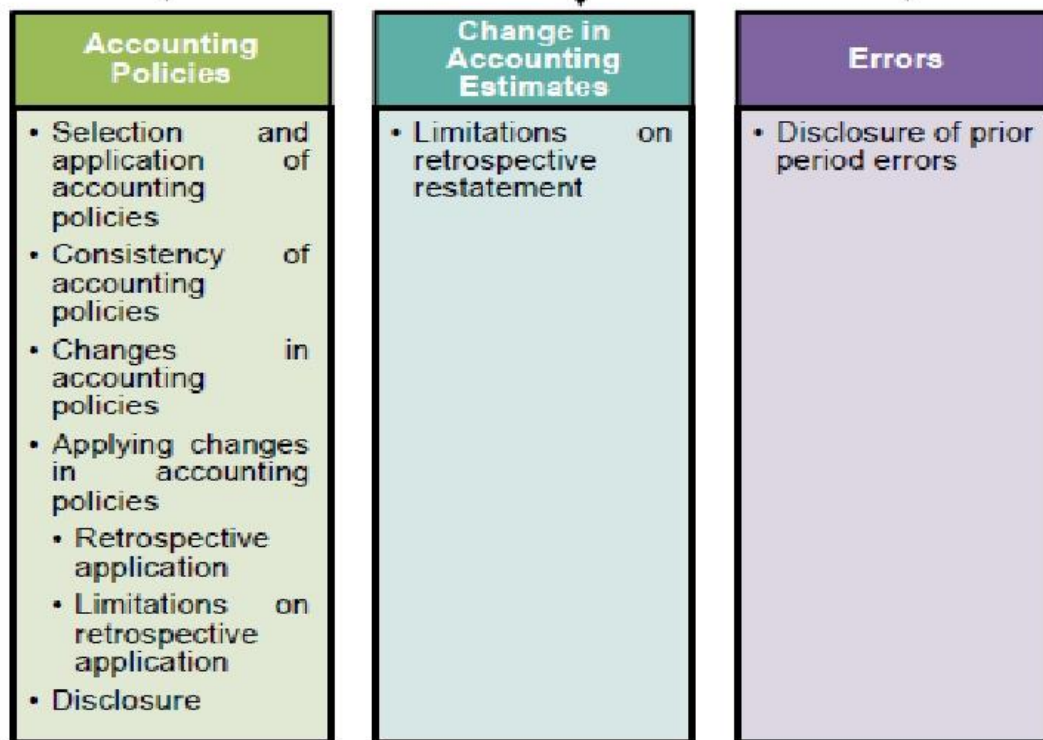 Accounting
Policies
• Selection and
application of
accounting
policies
• Consistency of
accounting
policies
• Changes in
accounting
policies
• Applying changes
in accounting
policies
• Retrospective
application
• Limitations on
retrospective
application
• Disclosure
Change in
Accounting
Estimates
• Limitations on
retrospective
restatement
Errors
• Disclosure of prior
period errors